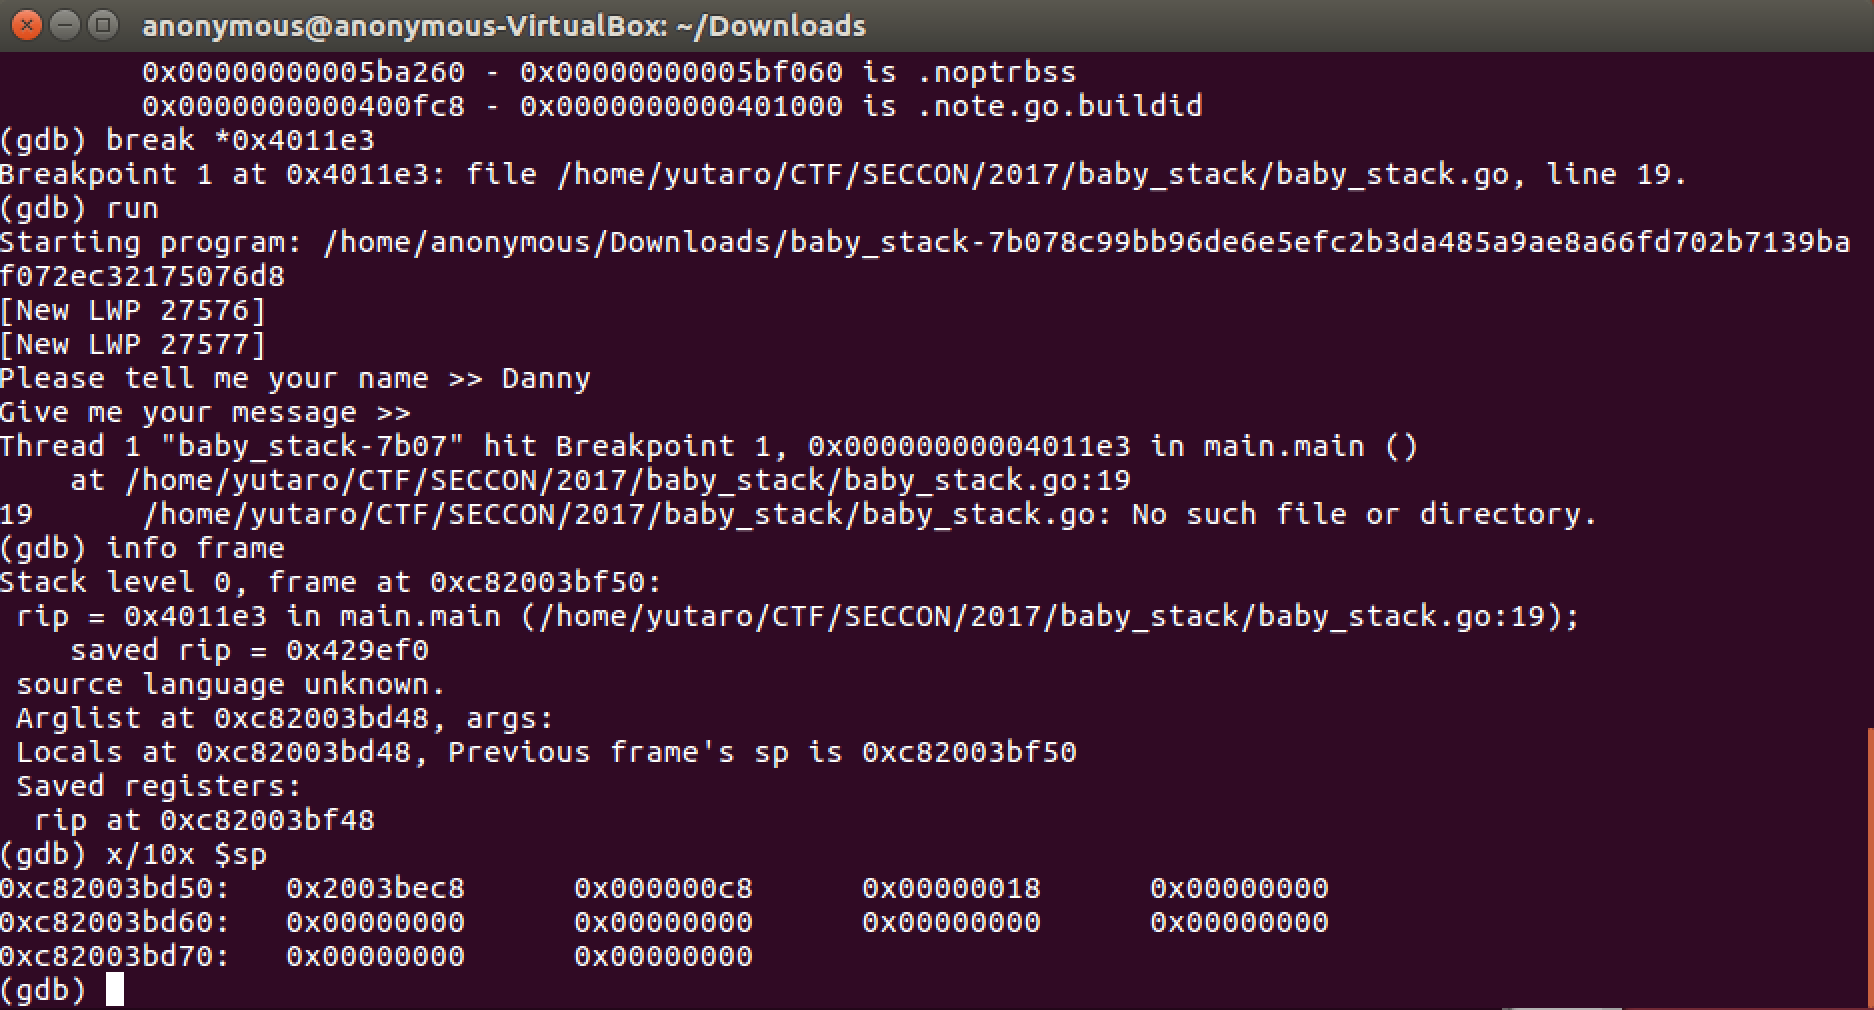 anonymous@anonymous-VirtualBox: ~/Downloads
0x00000000005ba260 - 0x00000000005bf060 is .noptrbss
0x0000000000400fc8 - 0x0000000000401000 is .note.go.buildid
(gdb) break *0x4011e3
Breakpoint 1 at 0x4011e3: file /home/yutaro/CTF/SECCON/2017/baby_stack/baby_stack.go, line 19.
(gdb) run
Starting program: /home/anonymous/Downloads/baby_stack-7b078c99bb96de6e5efc2b3da485a9ae8a66fd702b7139ba
f072ec32175076d8
[New LWP 27576]
[New LWP 27577]
Please tell me your name >> Danny
Give me your message >>
Thread 1 "baby_stack-7b07" hit Breakpoint 1, 0x00000000004011e3 in main.main ()
at /home/yutaro/CTF/SECCON/2017/baby_stack/baby_stack.go:19
19 /home/yutaro/CTF/SECCON/2017/baby_stack/baby_stack.go: No such file or directory.
(gdb) info frame
Stack level 0, frame at 0xc82003bf50:
rip = 0x4011e3 in main.main (/home/yutaro/CTF/SECCON/2017/baby_stack/baby_stack.go:19);
saved rip = 0x429ef0
source language unknown.
Arglist at 0xc82003bd48, args:
Locals at 0xc82003bd48, Previous frame's sp is 0xc82003bf50
Saved registers:
rip at 0xc82003bf48
(gdb) x/10x $sp
0xc82003bd50: 0x2003bec8 0x000000c8 0x00000018 0x00000000
0xc82003bd60: 0x00000000 0x00000000 0x00000000 0x00000000
0xc82003bd70: 0x00000000 0x00000000
(gdb)